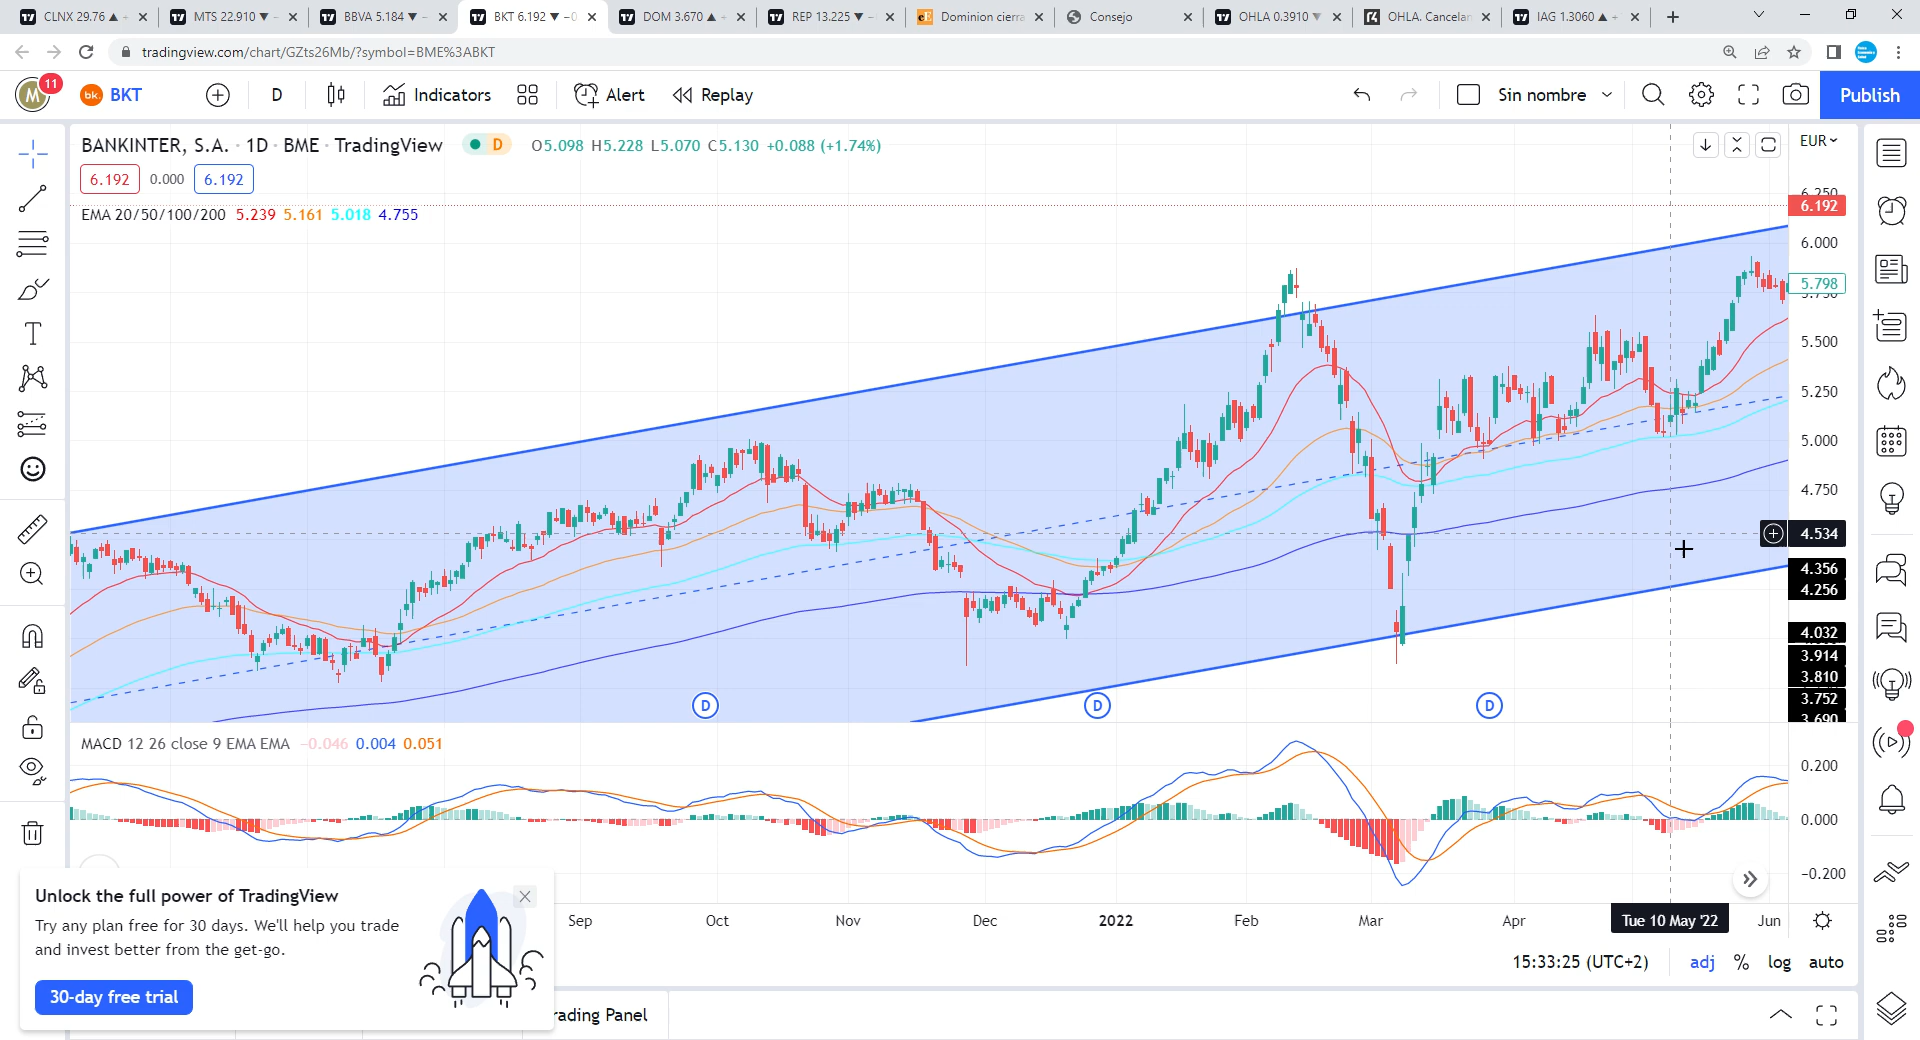 CLNX 29.76 ▲ +
MTS 22.910 ▼ −
BBVA 5.184 ▼ −
BKT 6.192 ▼ −0
DOM 3.670 ▲ +
REP 13.225 ▼ −
Dominion cierra
Consejo
OHLA 0.3910 ▼
OHLA. Cancelan
IAG 1.3060 ▲ +
tradingview.com/chart/GZts26Mb/?symbol=BME%3ABKT
M 11
bk BKT
D
Indicators
Alert
Replay
Sin nombre
Publish
BANKINTER, S.A. · 1D · BME · TradingView
D
O5.098 H5.228 L5.070 C5.130 +0.088 (+1.74%)
EUR
6.192 0.000 6.192
EMA 20/50/100/200 5.239 5.161 5.018 4.755
6.250
6.192
6.000
5.798
5.750
5.500
5.250
5.000
4.750
4.534
4.356
4.256
4.032
3.914
3.810
3.752
3.690
D
D
D
MACD 12 26 close 9 EMA EMA −0.046 0.004 0.051
0.200
0.000
−0.200
Sep Oct Nov Dec 2022 Feb Mar Apr Tue 10 May '22 Jun
Unlock the full power of TradingView
Try any plan free for 30 days. We'll help you trade
and invest better from the get-go.
30-day free trial
15:33:25 (UTC+2)
adj % log auto
rading Panel